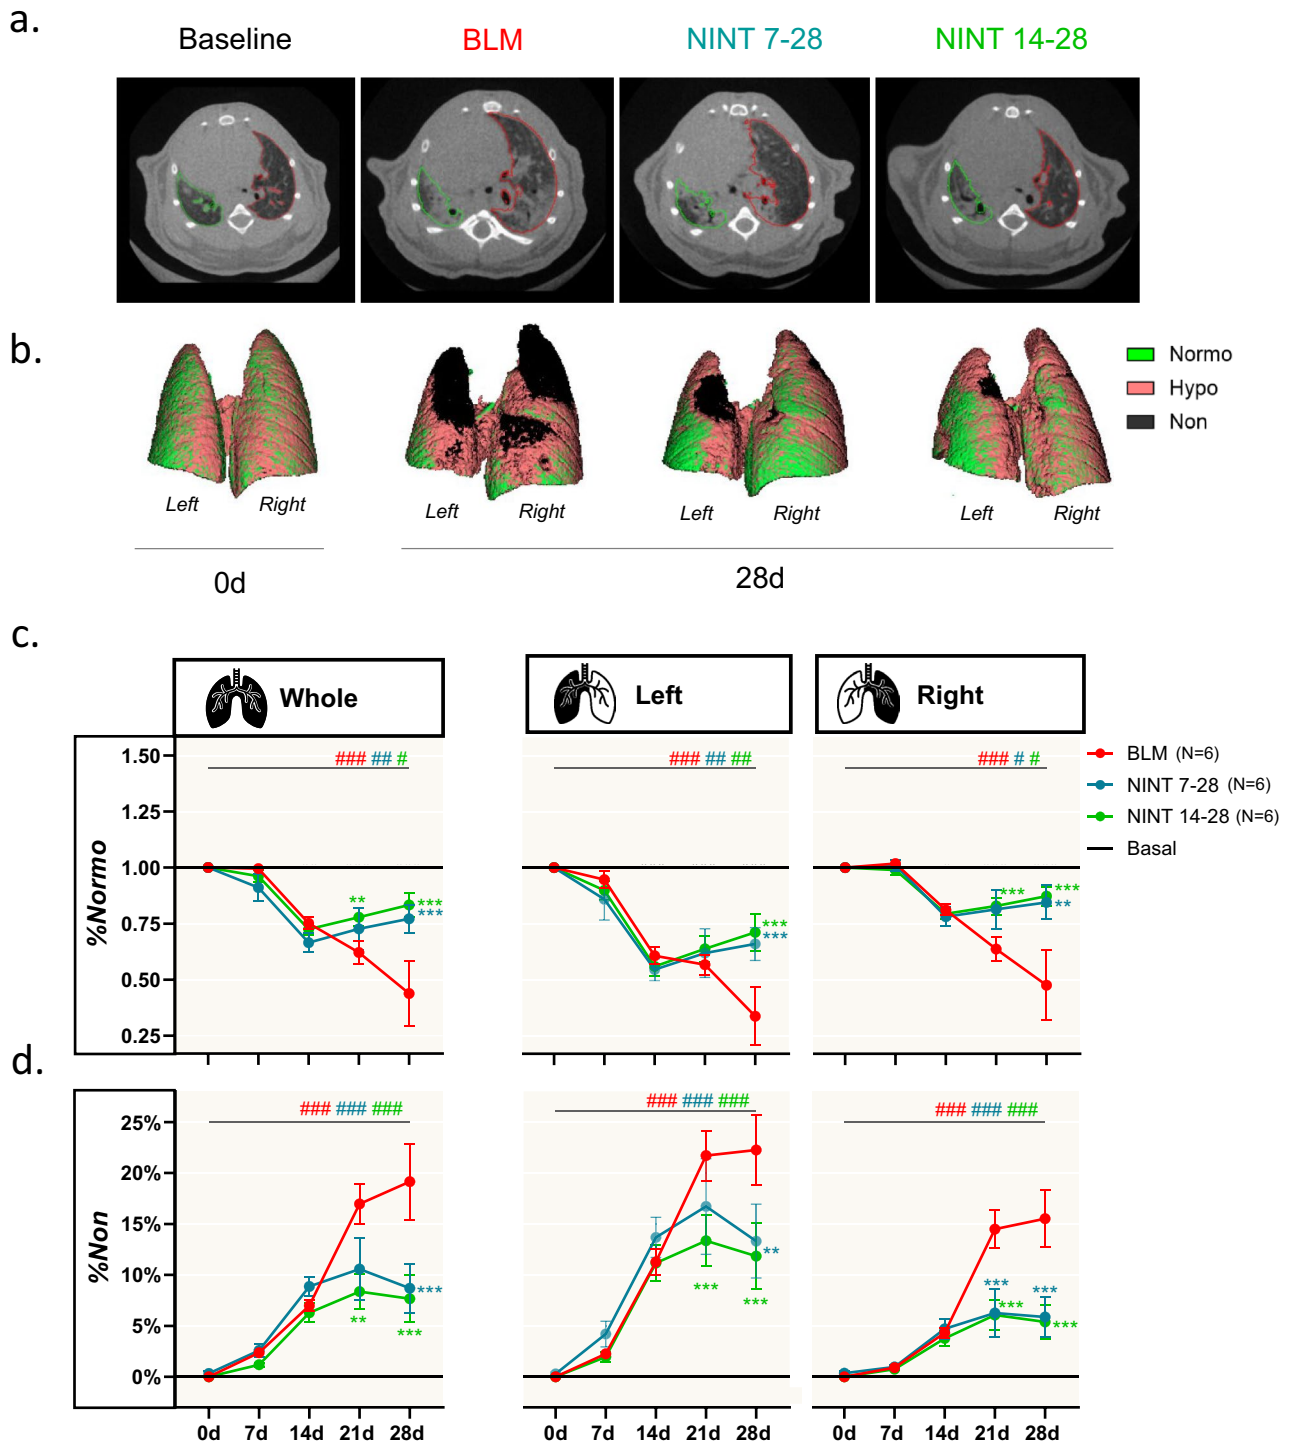 a.
Baseline
BLM
NINT 7-28
NINT 14-28
b.
Normo
Hypo
Non
Left Right
Left Right
Left Right
Left Right
0d
28d
c.
Whole
Left
Right
%Normo
1.50
1.25
1.00
0.75
0.50
0.25
### ## #
### ## ##
### # #
**
***
***
***
***
***
***
**
BLM (N=6)
NINT 7-28 (N=6)
NINT 14-28 (N=6)
Basal
d.
%Non
25%
20%
15%
10%
5%
0%
### ### ###
### ### ###
### ### ###
***
**
***
**
***
***
***
***
***
***
0d 7d 14d 21d 28d
0d 7d 14d 21d 28d
0d 7d 14d 21d 28d